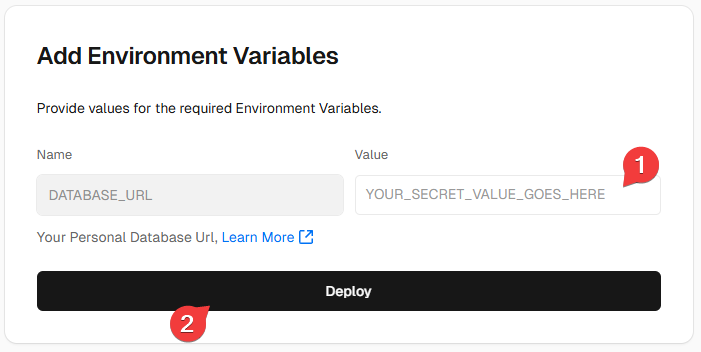 Add Environment Variables
Provide values for the required Environment Variables.
Name Value
1
DATABASE_URL YOUR_SECRET_VALUE_GOES_HERE
Your Personal Database Url, Learn More
Deploy
2